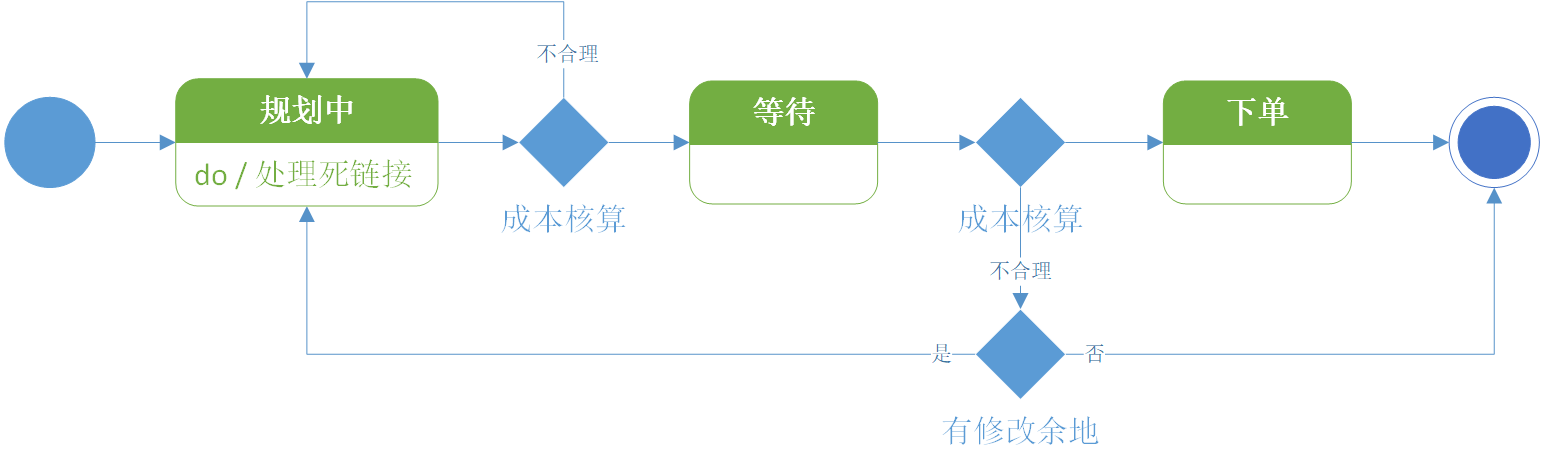 不合理
规划中
等待
下单
do / 处理死链接
成本核算
成本核算
不合理
是
否
有修改余地